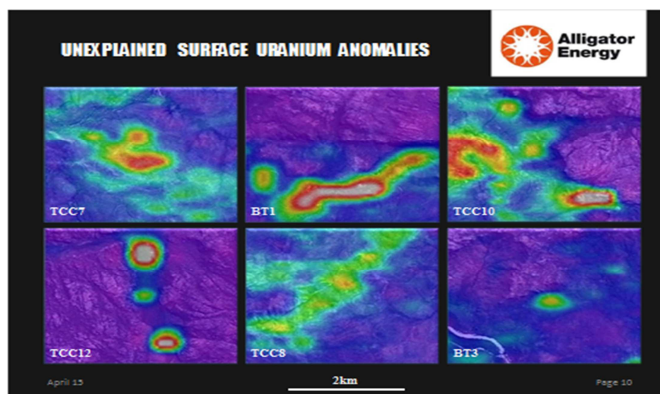 UNEXPLAINED SURFACE URANIUM ANOMALIES
Alligator
Energy
TCC7
BT1
TCC10
TCC12
TCC8
BT3
April 15
2km
Page 10